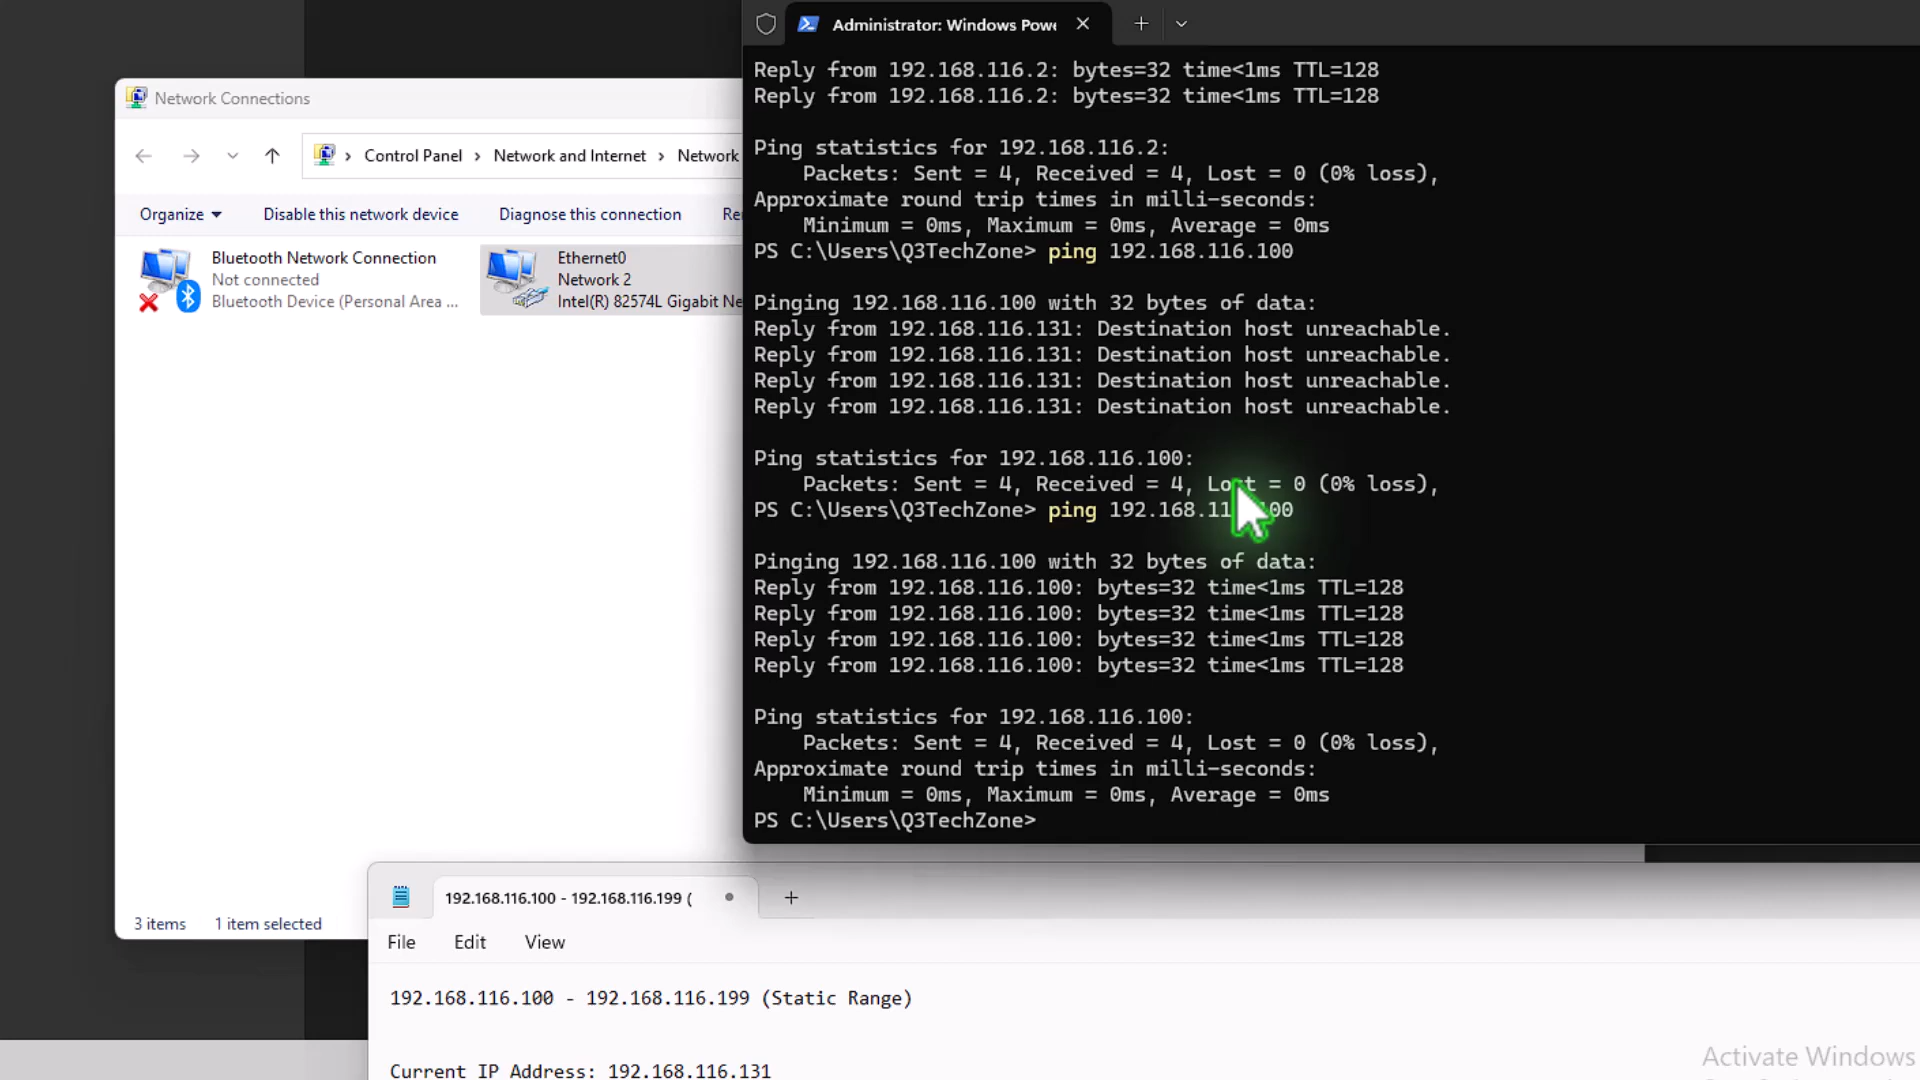 Network Connections
Control Panel > Network and Internet > Network
Organize
Disable this network device
Diagnose this connection
Bluetooth Network Connection
Not connected
Bluetooth Device (Personal Area ...
Ethernet0
Network 2
Intel(R) 82574L Gigabit Ne
3 items
1 item selected
Administrator: Windows Powe
Reply from 192.168.116.2: bytes=32 time<1ms TTL=128
Reply from 192.168.116.2: bytes=32 time<1ms TTL=128
Ping statistics for 192.168.116.2:
Packets: Sent = 4, Received = 4, Lost = 0 (0% loss),
Approximate round trip times in milli-seconds:
Minimum = 0ms, Maximum = 0ms, Average = 0ms
PS C:\Users\Q3TechZone> ping 192.168.116.100
Pinging 192.168.116.100 with 32 bytes of data:
Reply from 192.168.116.131: Destination host unreachable.
Reply from 192.168.116.131: Destination host unreachable.
Reply from 192.168.116.131: Destination host unreachable.
Reply from 192.168.116.131: Destination host unreachable.
Ping statistics for 192.168.116.100:
Packets: Sent = 4, Received = 4, Lost = 0 (0% loss),
PS C:\Users\Q3TechZone> ping
Pinging 192.168.116.100 with 32 bytes of data:
Reply from 192.168.116.100: bytes=32 time<1ms TTL=128
Reply from 192.168.116.100: bytes=32 time<1ms TTL=128
Reply from 192.168.116.100: bytes=32 time<1ms TTL=128
Reply from 192.168.116.100: bytes=32 time<1ms TTL=128
Ping statistics for 192.168.116.100:
Packets: Sent = 4, Received = 4, Lost = 0 (0% loss),
Approximate round trip times in milli-seconds:
Minimum = 0ms, Maximum = 0ms, Average = 0ms
PS C:\Users\Q3TechZone>
192.168.116.100 - 192.168.116.199 (
File
Edit
View
192.168.116.100 - 192.168.116.199 (Static Range)
Current IP Address: 192.168.116.131
Activate Windows